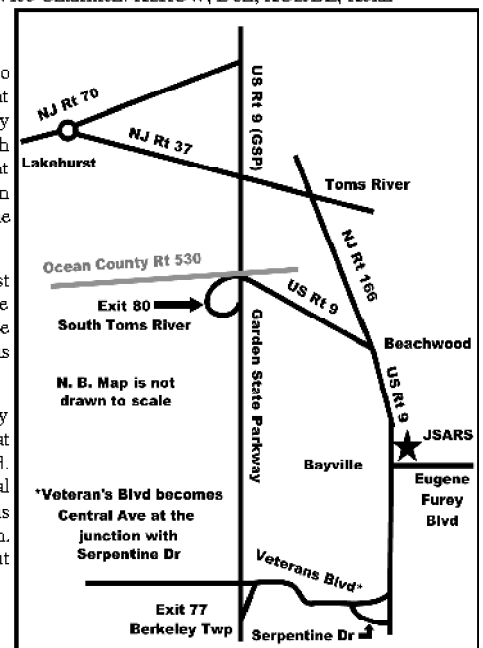 NJ Rt 70
US Rt 9 (GSP)
NJ Rt 37
Lakehurst
Toms River
NJ Rt 166
Ocean County Rt 530
US Rt 9
Exit 80
South Toms River
Garden State Parkway
Beachwood
N. B. Map is not
drawn to scale
US Rt 9
JSARS
Bayville
Eugene
Furey
Blvd
*Veteran's Blvd becomes
Central Ave at the
junction with
Serpentine Dr
Veterans Blvd*
Exit 77
Berkeley Twp
Serpentine Dr